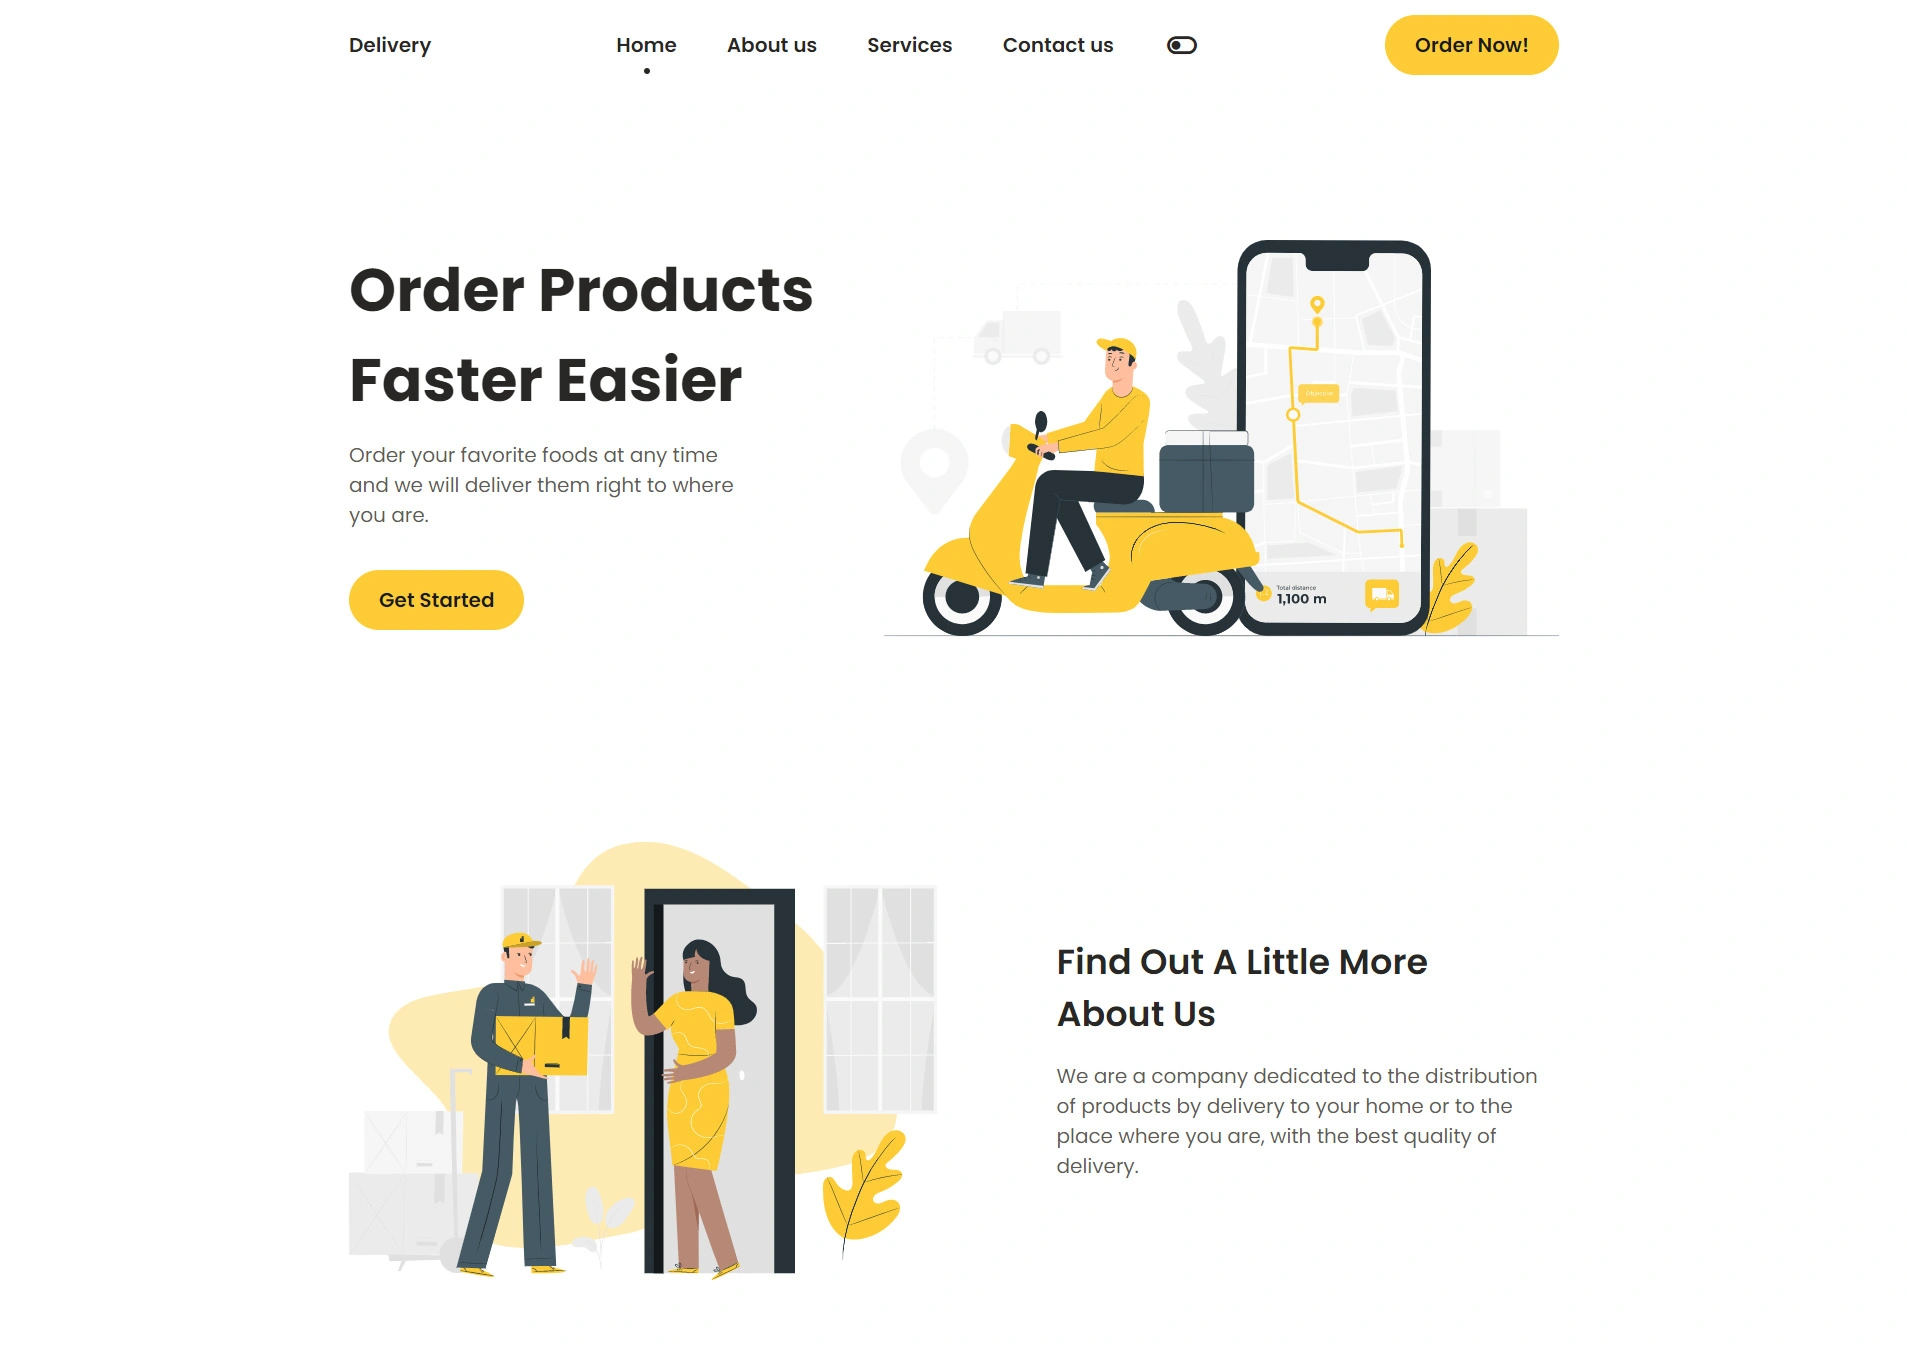 Delivery
Home
About us
Services
Contact us
Order Now!
Order Products
Faster Easier
Order your favorite foods at any time
and we will deliver them right to where
you are.
Get Started
Total distance
1,100 m
Find Out A Little More
About Us
We are a company dedicated to the distribution
of products by delivery to your home or to the
place where you are, with the best quality of
delivery.